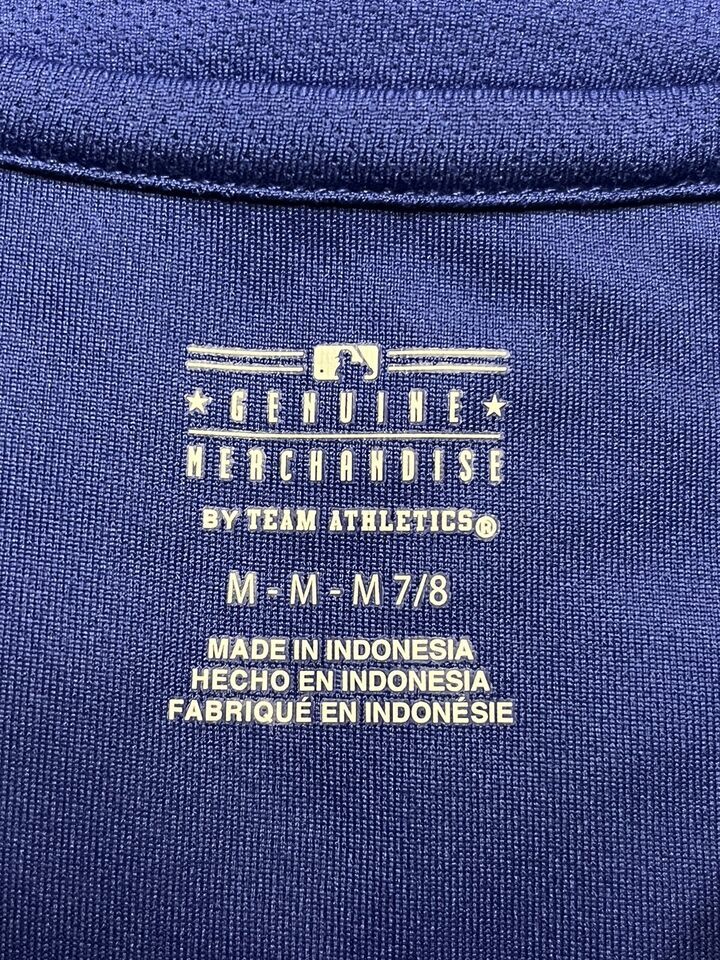 GENUINE
MERCHANDISE
BY TEAM ATHLETICS®
M - M - M 7/8
MADE IN INDONESIA
HECHO EN INDONESIA
FABRIQUÉ EN INDONÉSIE